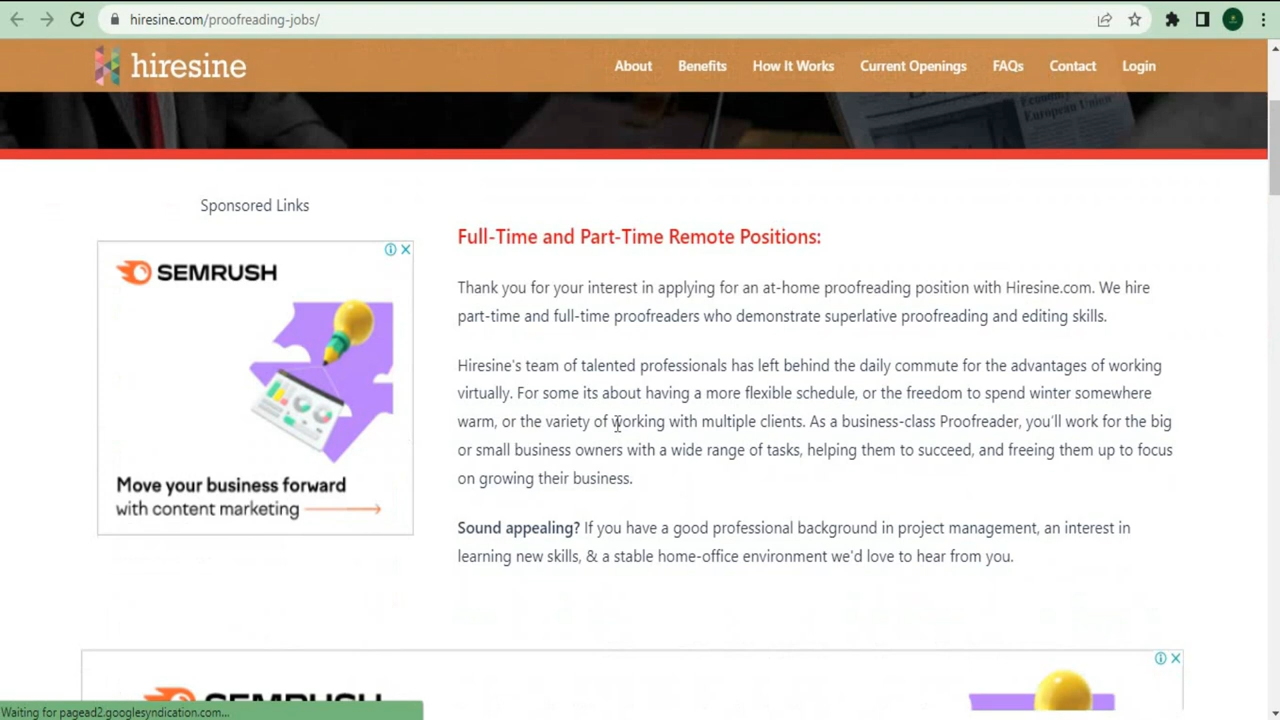 hiresine.com/proofreading-jobs/
hiresine
About Benefits How It Works Current Openings FAQs Contact Login
Economy
European Union
Sponsored Links
SEMRUSH
Move your business forward
with content marketing
Full-Time and Part-Time Remote Positions:
Thank you for your interest in applying for an at-home proofreading position with Hiresine.com. We hire
part-time and full-time proofreaders who demonstrate superlative proofreading and editing skills.
Hiresine's team of talented professionals has left behind the daily commute for the advantages of working
virtually. For some its about having a more flexible schedule, or the freedom to spend winter somewhere
warm, or the variety of working with multiple clients. As a business-class Proofreader, you'll work for the big
or small business owners with a wide range of tasks, helping them to succeed, and freeing them up to focus
on growing their business.
Sound appealing? If you have a good professional background in project management, an interest in
learning new skills, & a stable home-office environment we'd love to hear from you.
SEMRUSH
Waiting for pagead2.googlesyndication.com...